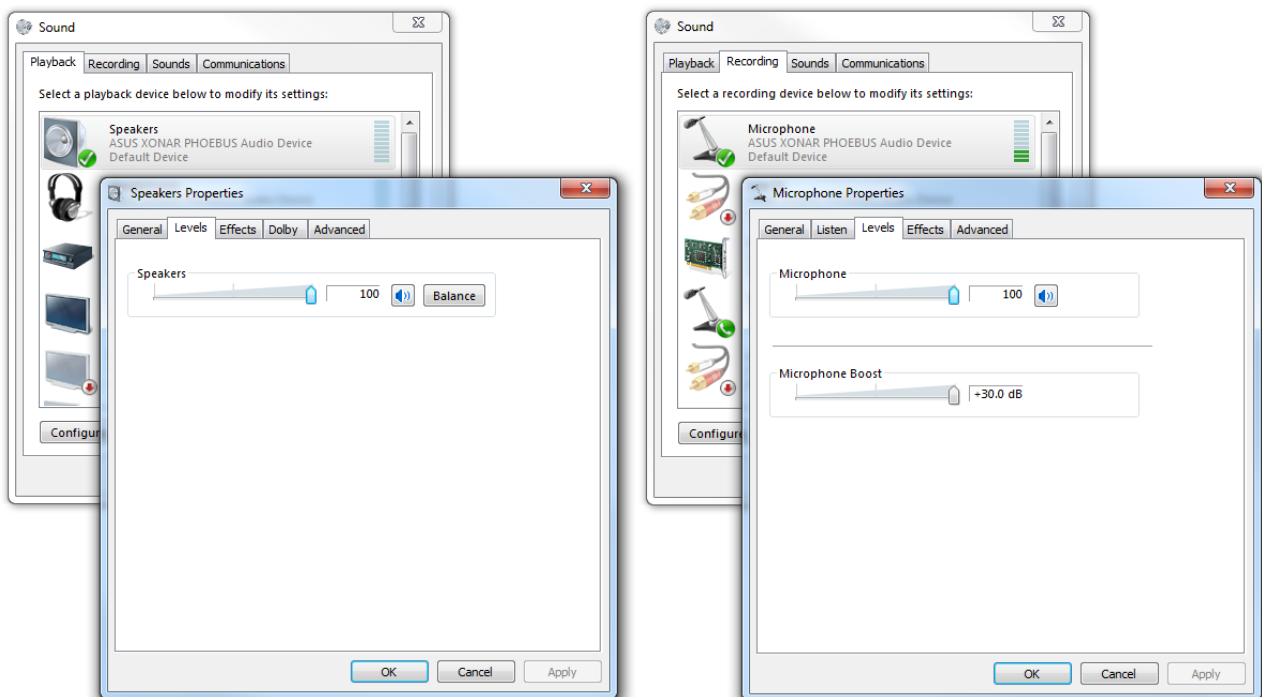 Sound
Playback Recording Sounds Communications
Select a playback device below to modify its settings:
Speakers
ASUS XONAR PHOEBUS Audio Device
Default Device
Speakers Properties
General Levels Effects Dolby Advanced
Speakers
100 Balance
Configur
OK Cancel Apply
Sound
Playback Recording Sounds Communications
Select a recording device below to modify its settings:
Microphone
ASUS XONAR PHOEBUS Audio Device
Default Device
Microphone Properties
General Listen Levels Effects Advanced
Microphone
100
Microphone Boost
+30.0 dB
Configure
OK Cancel Apply